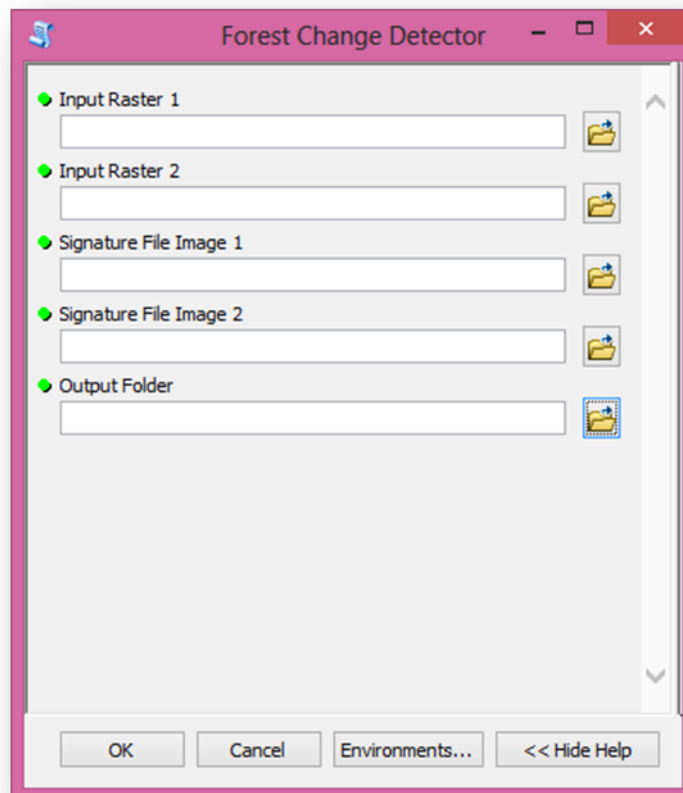 Forest Change Detector
Input Raster 1
Input Raster 2
Signature File Image 1
Signature File Image 2
Output Folder
OK Cancel Environments... << Hide Help